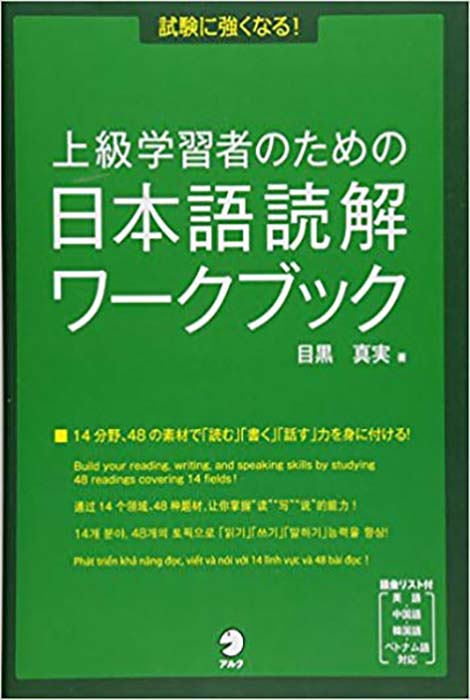 試験に強くなる！
上級学習者のための
日本語読解
ワークブック
目黒 真実 著
■ 14分野、48の素材で「読む」「書く」「話す」力を身に付ける！
Build your reading, writing, and speaking skills by studying
48 readings covering 14 fields !
通过 14 个领域、48 种题材，让你掌握“读”“写”“说”的能力！
14개 분야, 48개의 토픽으로 「읽기」「쓰기」「말하기」능력을 향상!
Phát triển khả năng đọc, viết và nói với 14 lĩnh vực và 48 bài đọc !
語彙リスト付
英語
中国語
韓国語
ベトナム語
対応
アルク